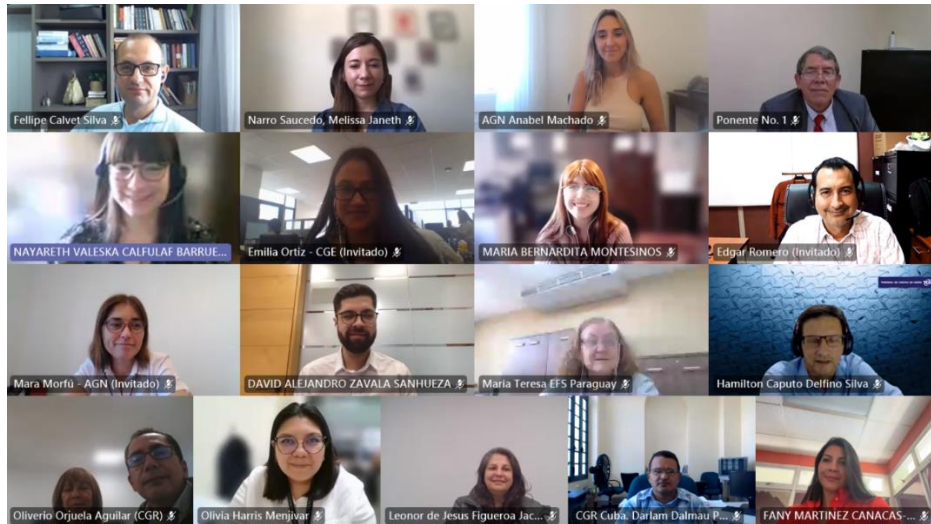 Fellipe Calvet Silva
Narro Saucedo, Melissa Janeth
AGN Anabel Machado
Ponente No. 1
NAYARETH VALESKA CALFULAF BARRUE...
Emilia Ortiz - CGE (Invitado)
MARIA BERNARDITA MONTESINOS
Edgar Romero (Invitado)
Mara Morfú - AGN (Invitado)
DAVID ALEJANDRO ZAVALA SANHUEZA
María Teresa EFS Paraguay
Hamilton Caputo Delfino Silva
Oliverio Orjuela Aguilar (CGR)
Olivia Harris Menjivar
Leonor de Jesus Figueroa Jac...
CGR Cuba. Darlam Dalmau P...
FANY MARTINEZ CANACAS-...